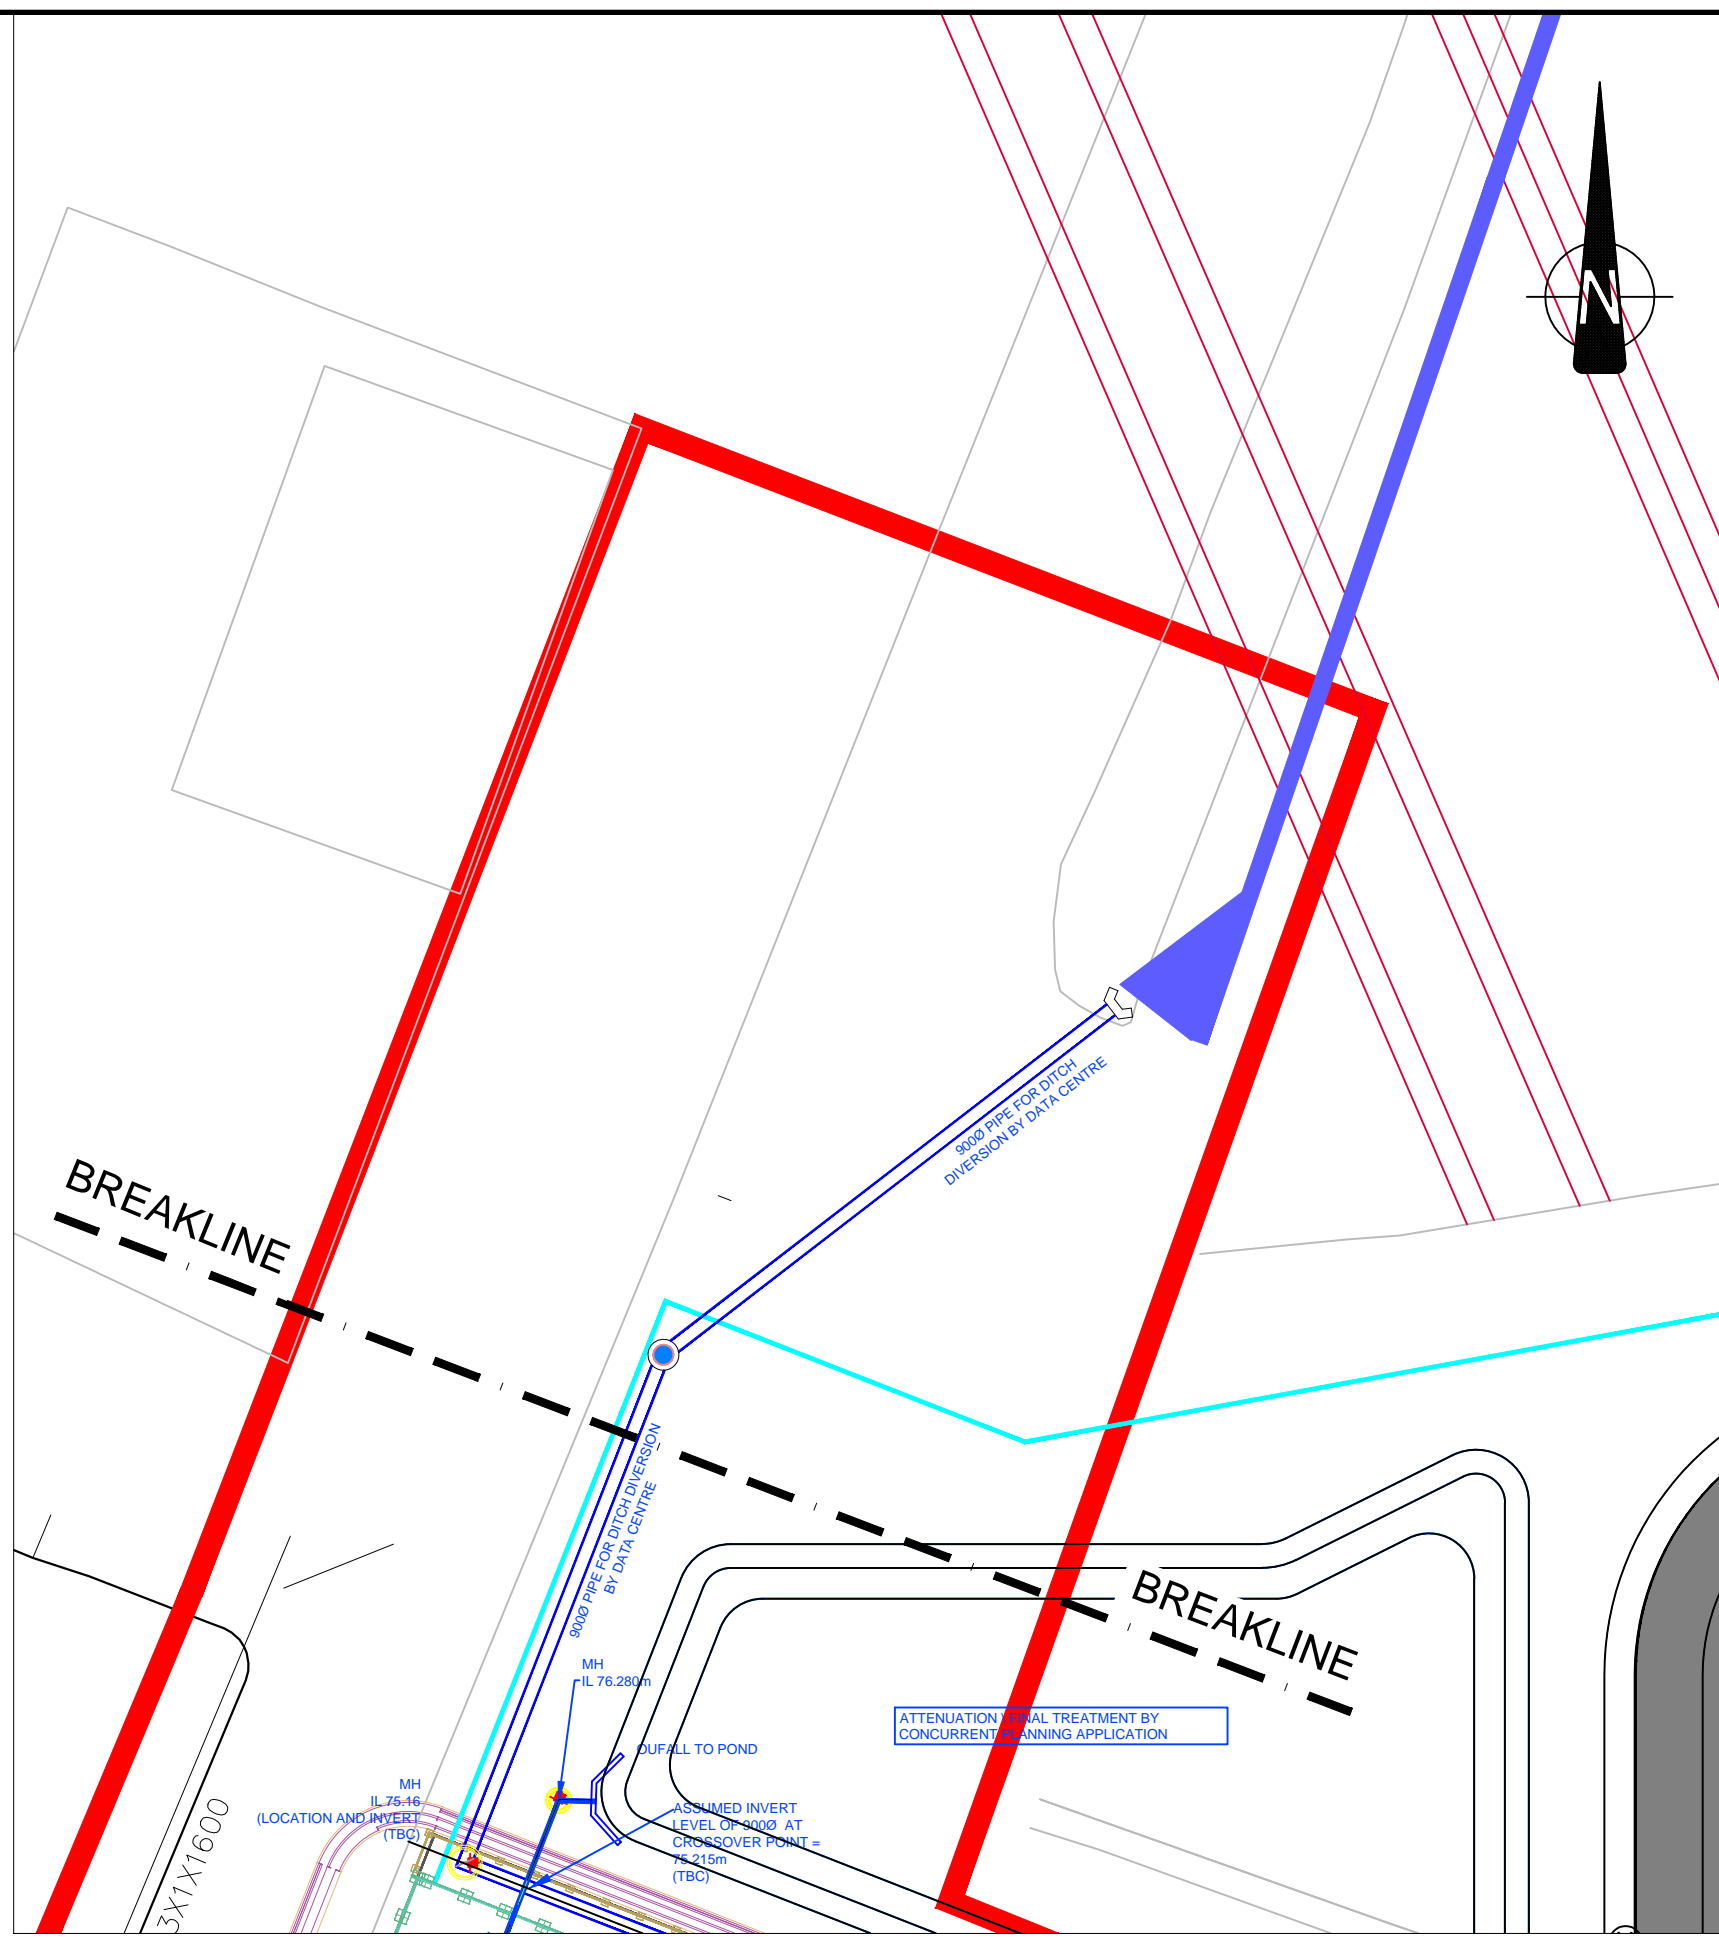 N
900Ø PIPE FOR DITCH
DIVERSION BY DATA CENTRE
BREAKLINE
900Ø PIPE FOR DITCH DIVERSION
BY DATA CENTRE
BREAKLINE
MH
IL 76.280m
ATTENUATION \ FINAL TREATMENT BY
CONCURRENT PLANNING APPLICATION
OUFALL TO POND
MH
IL 75.16
(LOCATION AND INVERT
(TBC)
ASSUMED INVERT
LEVEL OF 900Ø AT
CROSSOVER POINT =
75.215m
(TBC)
3X1X1600